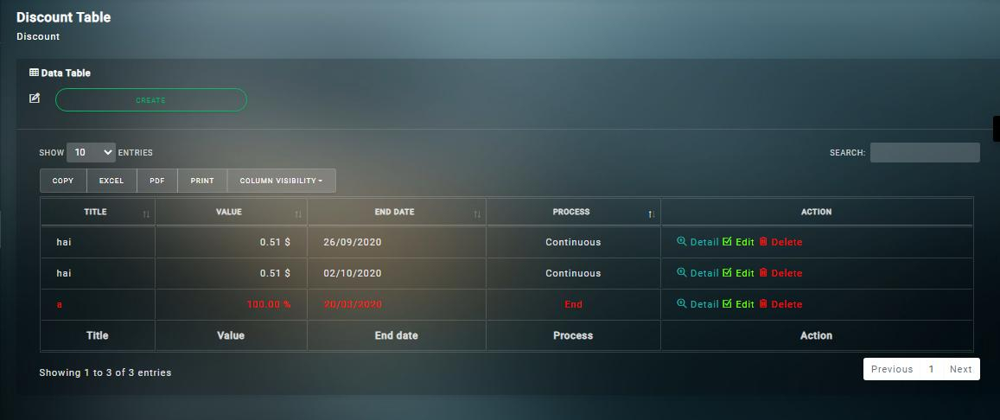 Discount Table
Discount
Data Table
CREATE
SHOW 10 ENTRIES SEARCH:
COPY EXCEL PDF PRINT COLUMN VISIBILITY
TITLE VALUE END DATE PROCESS ACTION
hai 0.51 $ 26/09/2020 Continuous Detail Edit Delete
hai 0.51 $ 02/10/2020 Continuous Detail Edit Delete
a 100.00 % 20/03/2020 End Detail Edit Delete
Title Value End date Process Action
Showing 1 to 3 of 3 entries Previous 1 Next